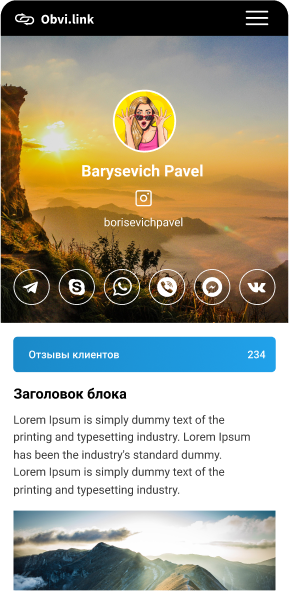 Obvi.link
Barysevich Pavel
borisevichpavel
Отзывы клиентов 234
Заголовок блока
Lorem Ipsum is simply dummy text of the
printing and typesetting industry. Lorem Ipsum
has been the industry's standard dummy.
Lorem Ipsum is simply dummy text of the
printing and typesetting industry.